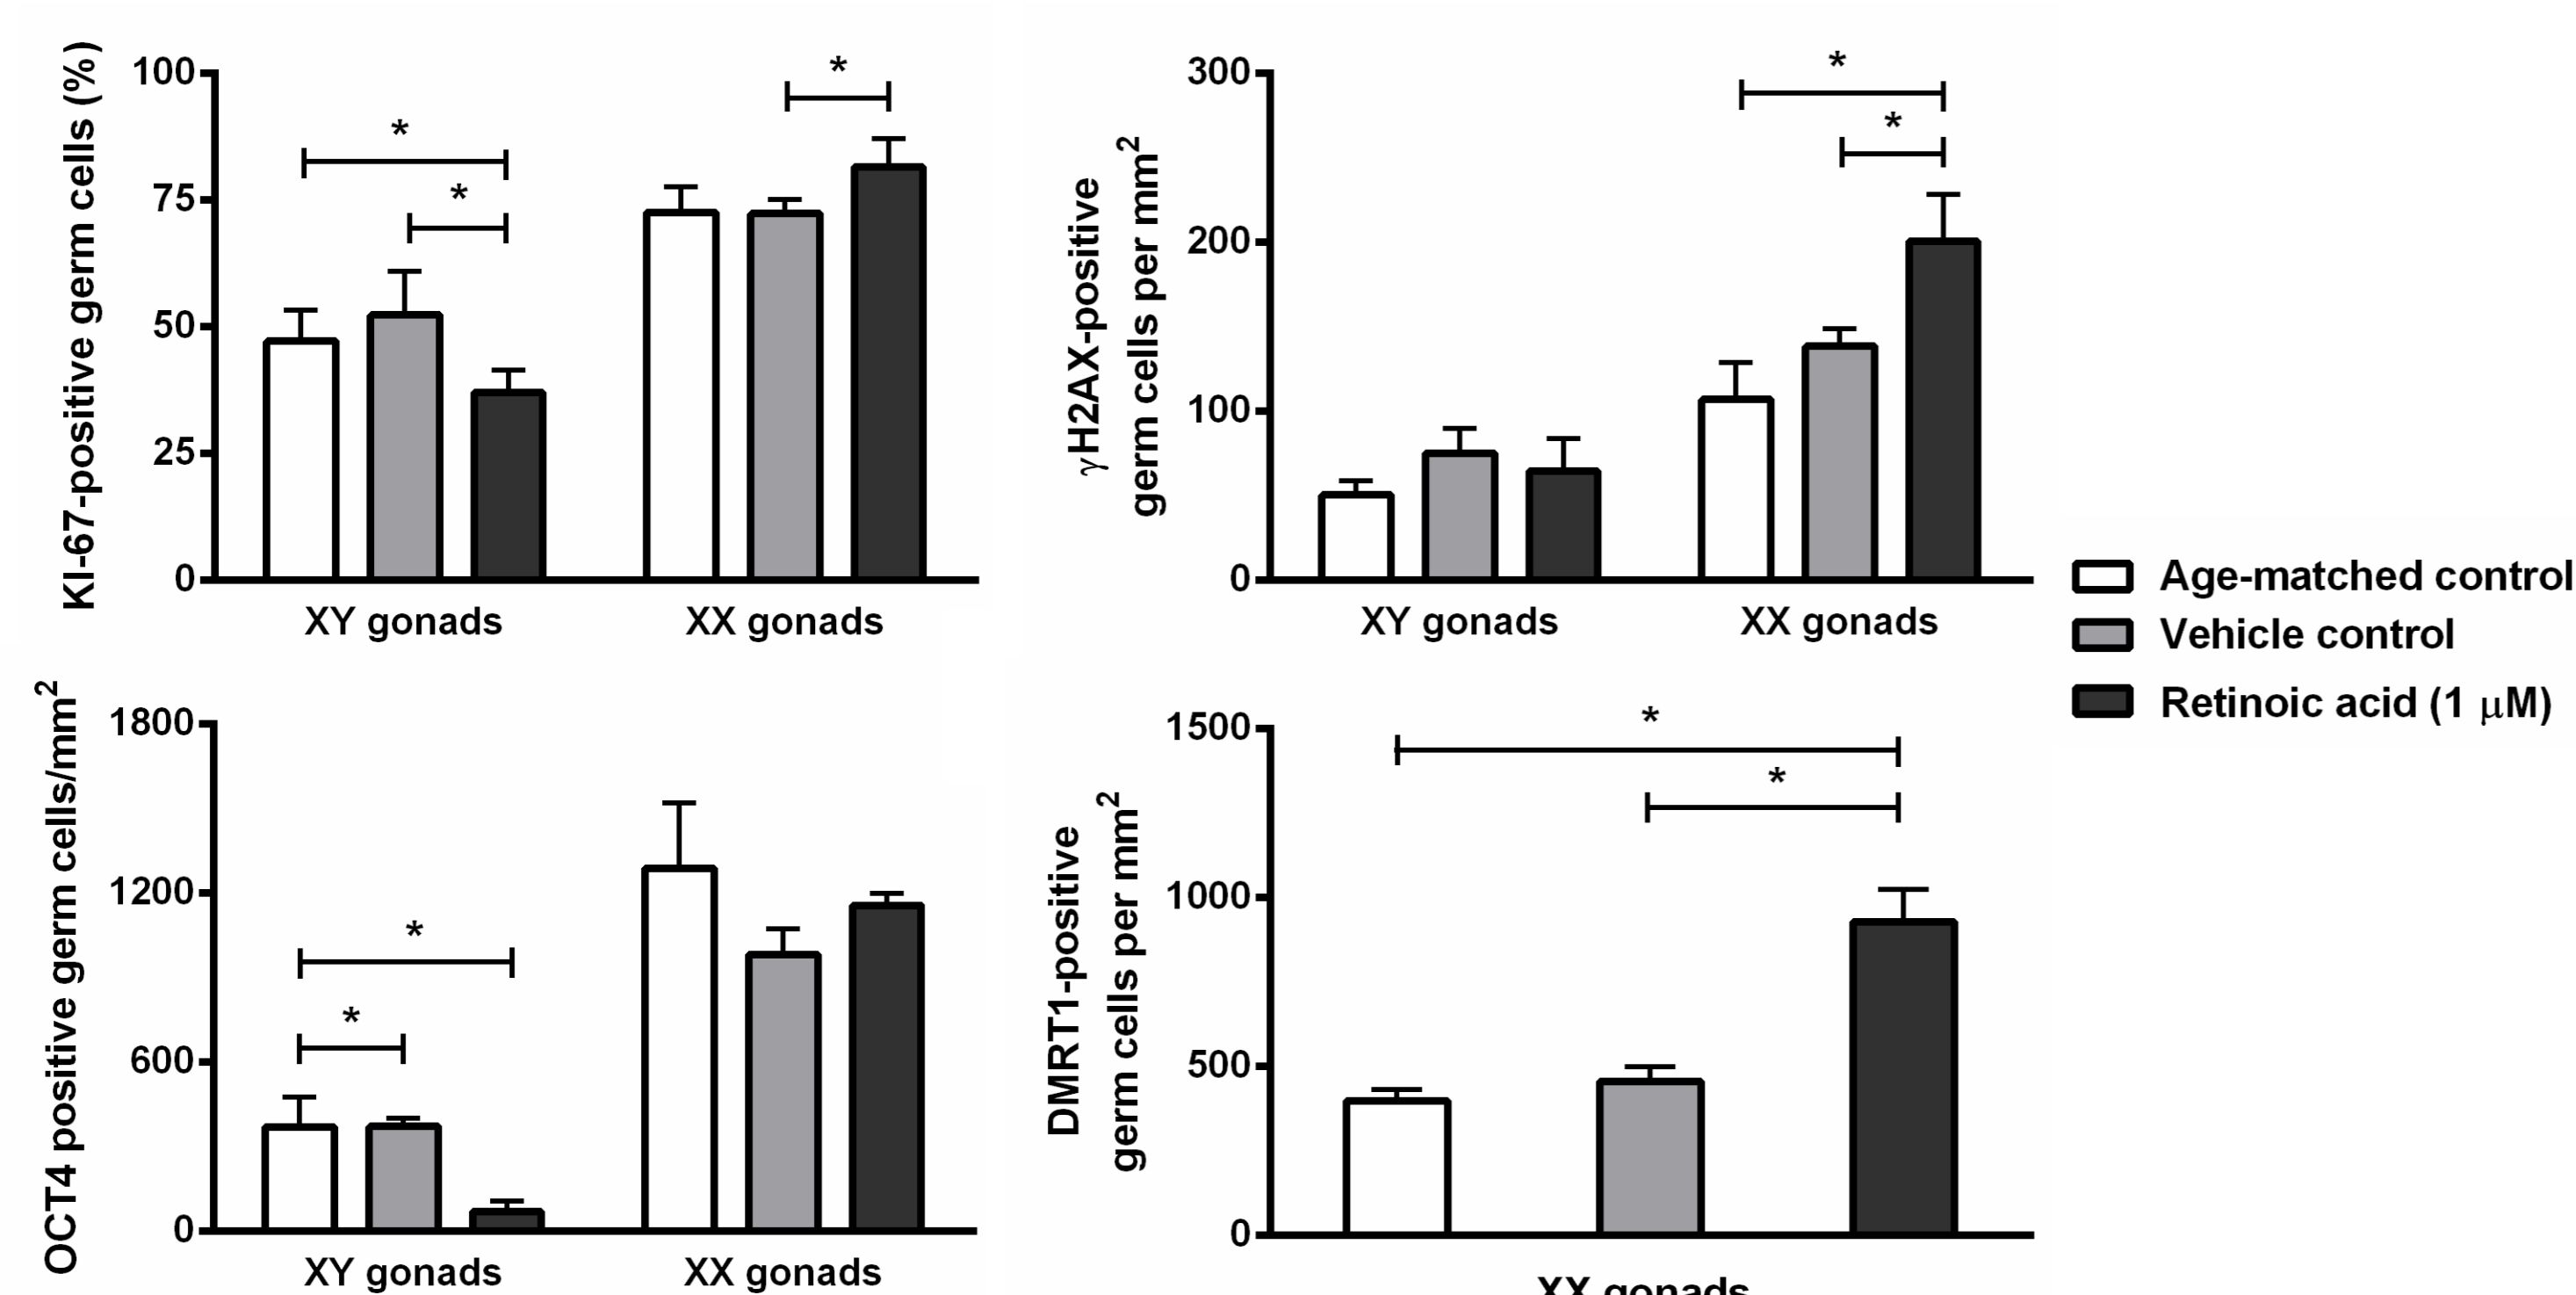 KI-67-positive germ cells (%)
100
75
50
25
0
*
*
*
XY gonads
XX gonads
γH2AX-positive
germ cells per mm²
300
200
100
0
*
*
XY gonads
XX gonads
Age-matched control
Vehicle control
Retinoic acid (1 μM)
OCT4 positive germ cells/mm²
1800
1200
600
0
*
*
XY gonads
XX gonads
DMRT1-positive
germ cells per mm²
1500
1000
500
0
*
*
XX gonads